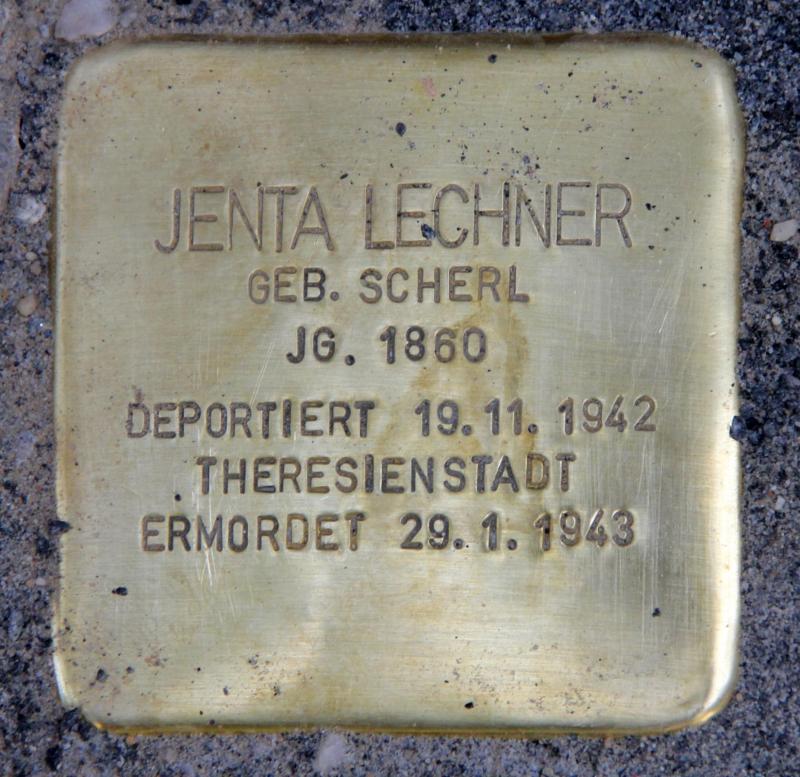 JENTA LECHNER
GEB. SCHERL
JG. 1860
DEPORTIERT 19.11.1942
THERESIENSTADT
ERMORDET 29.1.1943